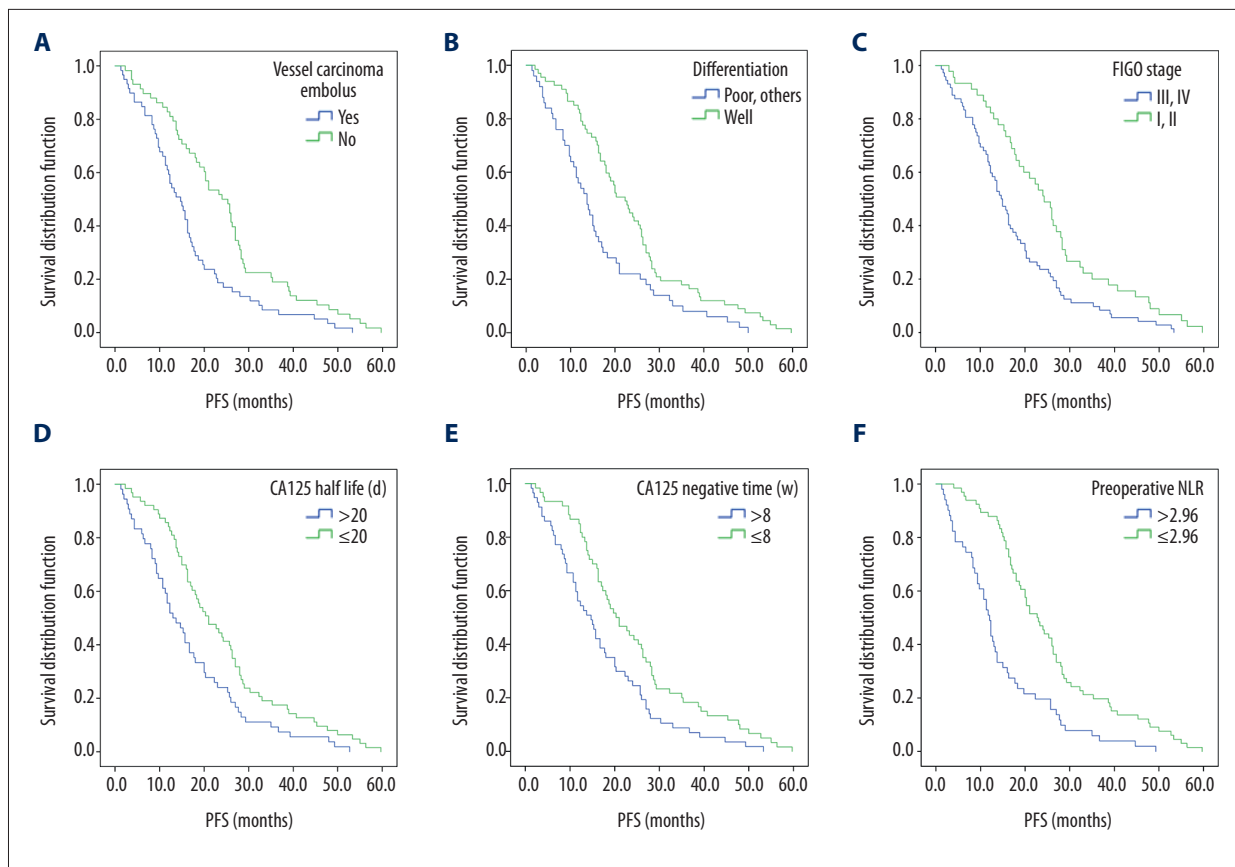 A
Survival distribution function
1.0
0.8
0.6
0.4
0.2
0.0
Vessel carcinoma
embolus
Yes
No
0.0 10.0 20.0 30.0 40.0 50.0 60.0
PFS (months)
B
Survival distribution function
1.0
0.8
0.6
0.4
0.2
0.0
Differentiation
Poor, others
Well
0.0 10.0 20.0 30.0 40.0 50.0 60.0
PFS (months)
C
Survival distribution function
1.0
0.8
0.6
0.4
0.2
0.0
FIGO stage
III, IV
I, II
0.0 10.0 20.0 30.0 40.0 50.0 60.0
PFS (months)
D
Survival distribution function
1.0
0.8
0.6
0.4
0.2
0.0
CA125 half life (d)
>20
≤20
0.0 10.0 20.0 30.0 40.0 50.0 60.0
PFS (months)
E
Survival distribution function
1.0
0.8
0.6
0.4
0.2
0.0
CA125 negative time (w)
>8
≤8
0.0 10.0 20.0 30.0 40.0 50.0 60.0
PFS (months)
F
Survival distribution function
1.0
0.8
0.6
0.4
0.2
0.0
Preoperative NLR
>2.96
≤2.96
0.0 10.0 20.0 30.0 40.0 50.0 60.0
PFS (months)